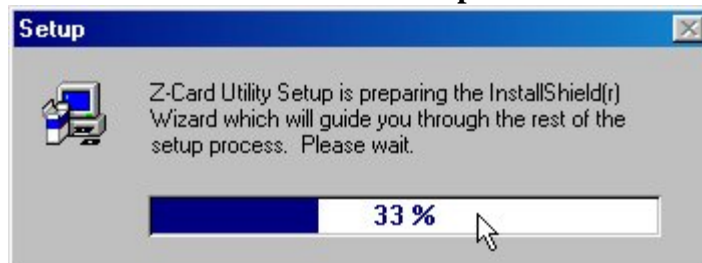 Setup
Z-Card Utility Setup is preparing the InstallShield(r)
Wizard which will guide you through the rest of the
setup process.  Please wait.
33 %